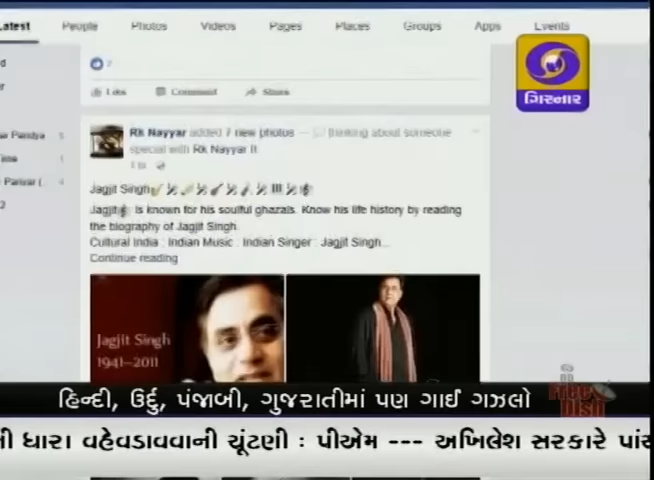 Latest People Photos Videos Pages Places Groups Apps Events
ગિરનાર
Like Comment Share
Rk Nayyar added 7 new photos — thinking about someone
special with Rk Nayyar II.
Jagjit Singh
Jagjit is known for his soulful ghazals. Know his life history by reading
the biography of Jagjit Singh
Cultural India : Indian Music : Indian Singer : Jagjit Singh...
Continue reading
Jagjit Singh
1941–2011
હિન્દી, ઉર્દુ, પંજાબી, ગુજરાતીમાં પણ ગાઈ ગઝલો
Free Dish
ની ધારા વહેવડાવવાની ચૂંટણી : પીએમ --- અખિલેશ સરકારે પાંસ